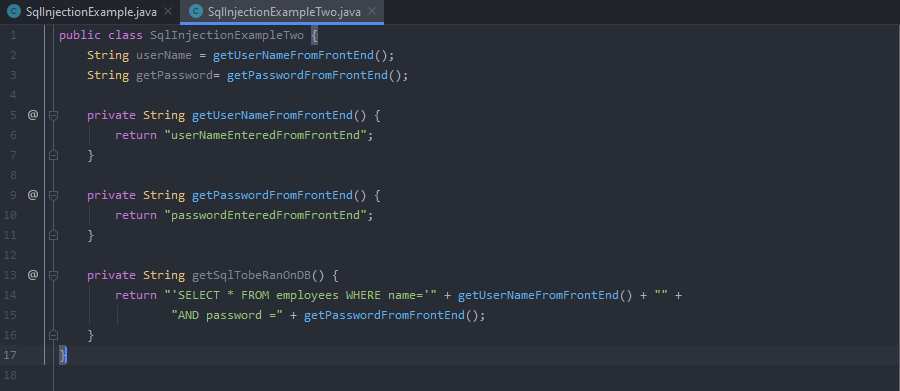 SqlInjectionExample.java × SqlInjectionExampleTwo.java ×
1 public class SqlInjectionExampleTwo {
2 String userName = getUserNameFromFrontEnd();
3 String getPassword= getPasswordFromFrontEnd();
4
5 @ private String getUserNameFromFrontEnd() {
6 return "userNameEnteredFromFrontEnd";
7 }
8
9 @ private String getPasswordFromFrontEnd() {
10 return "passwordEnteredFromFrontEnd";
11 }
12
13 @ private String getSqlTobeRanOnDB() {
14 return "'SELECT * FROM employees WHERE name='" + getUserNameFromFrontEnd() + "" +
15 "AND password =" + getPasswordFromFrontEnd();
16 }
17 }
18